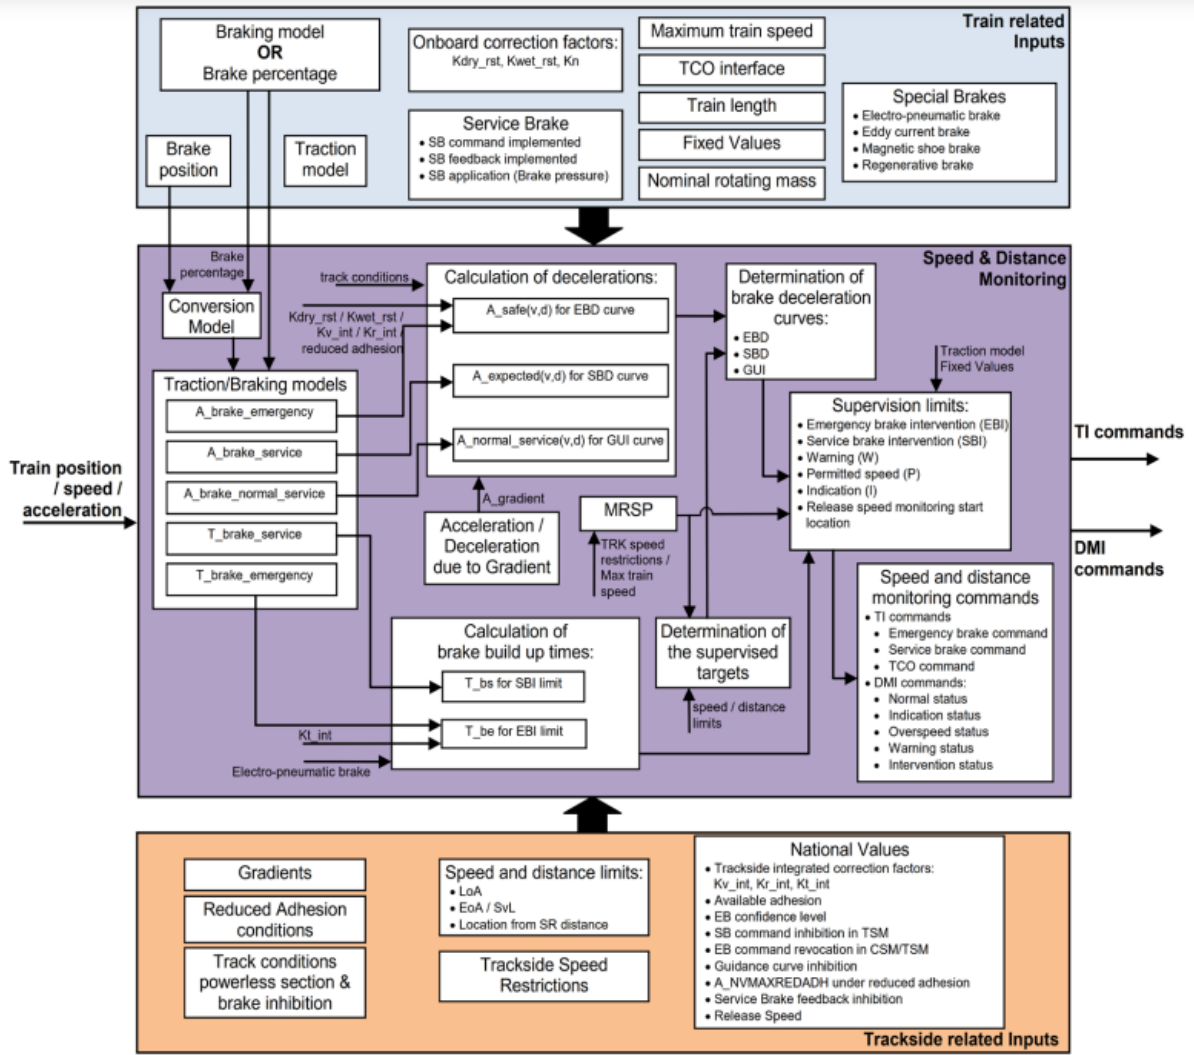 Train related
Inputs
Braking model
OR
Brake percentage
Onboard correction factors:
Kdry_rst, Kwet_rst, Kn
Maximum train speed
TCO interface
Train length
Fixed Values
Nominal rotating mass
Special Brakes
• Electro-pneumatic brake
• Eddy current brake
• Magnetic shoe brake
• Regenerative brake
Brake
position
Traction
model
Service Brake
• SB command implemented
• SB feedback implemented
• SB application (Brake pressure)
Speed & Distance
Monitoring
Brake
percentage
Conversion
Model
track conditions
Kdry_rst / Kwet_rst /
Kv_int / Kr_int /
reduced adhesion
Calculation of decelerations:
A_safe(v,d) for EBD curve
A_expected(v,d) for SBD curve
A_normal_service(v,d) for GUI curve
Determination of
brake deceleration
curves:
• EBD
• SBD
• GUI
Traction model
Fixed Values
Traction/Braking models
A_brake_emergency
A_brake_service
A_brake_normal_service
T_brake_service
T_brake_emergency
Train position
/ speed /
acceleration
A_gradient
Acceleration /
Deceleration
due to Gradient
MRSP
TRK speed
restrictions /
Max train
speed
Supervision limits:
• Emergency brake intervention (EBI)
• Service brake intervention (SBI)
• Warning (W)
• Permitted speed (P)
• Indication (I)
• Release speed monitoring start
location
TI commands
DMI
commands
Calculation of
brake build up times:
T_bs for SBI limit
T_be for EBI limit
Kt_int
Electro-pneumatic brake
Determination of
the supervised
targets
speed / distance
limits
Speed and distance
monitoring commands
• TI commands
• Emergency brake command
• Service brake command
• TCO command
• DMI commands:
• Normal status
• Indication status
• Overspeed status
• Warning status
• Intervention status
Gradients
Reduced Adhesion
conditions
Track conditions
powerless section &
brake inhibition
Speed and distance limits:
• LoA
• EoA / SvL
• Location from SR distance
Trackside Speed
Restrictions
National Values
• Trackside integrated correction factors:
Kv_int, Kr_int, Kt_int
• Available adhesion
• EB confidence level
• SB command inhibition in TSM
• EB command revocation in CSM/TSM
• Guidance curve inhibition
• A_NVMAXREDADH under reduced adhesion
• Service Brake feedback inhibition
• Release Speed
Trackside related Inputs